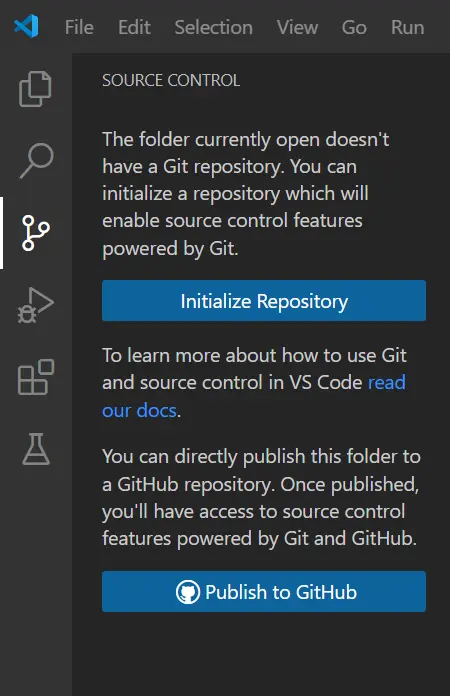 File Edit Selection View Go Run
SOURCE CONTROL
The folder currently open doesn't
have a Git repository. You can
initialize a repository which will
enable source control features
powered by Git.
Initialize Repository
To learn more about how to use Git
and source control in VS Code read
our docs.
You can directly publish this folder to
a GitHub repository. Once published,
you'll have access to source control
features powered by Git and GitHub.
Publish to GitHub